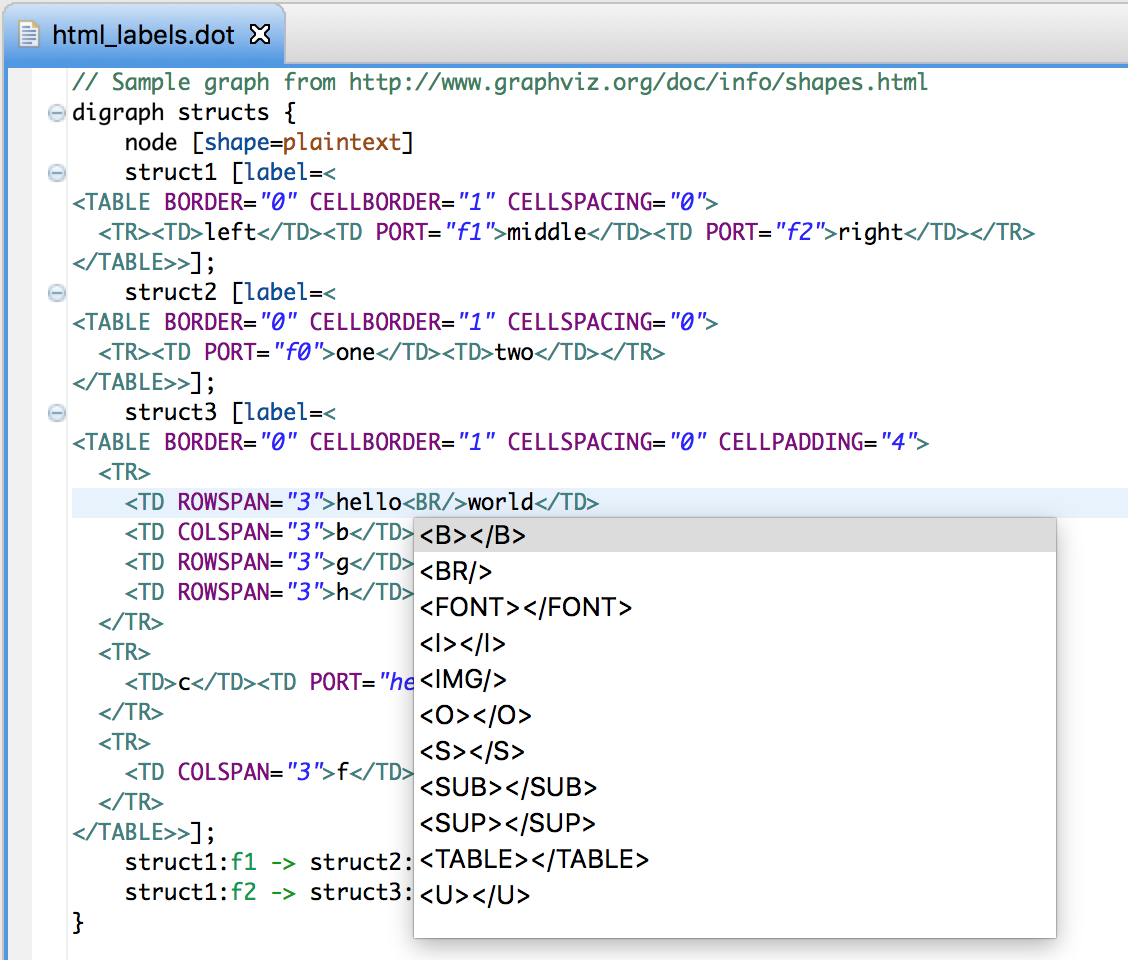 html_labels.dot
// Sample graph from http://www.graphviz.org/doc/info/shapes.html
digraph structs {
    node [shape=plaintext]
    struct1 [label=<
<TABLE BORDER="0" CELLBORDER="1" CELLSPACING="0">
  <TR><TD>left</TD><TD PORT="f1">middle</TD><TD PORT="f2">right</TD></TR>
</TABLE>>];
    struct2 [label=<
<TABLE BORDER="0" CELLBORDER="1" CELLSPACING="0">
  <TR><TD PORT="f0">one</TD><TD>two</TD></TR>
</TABLE>>];
    struct3 [label=<
<TABLE BORDER="0" CELLBORDER="1" CELLSPACING="0" CELLPADDING="4">
  <TR>
    <TD ROWSPAN="3">hello<BR/>world</TD>
    <TD COLSPAN="3">b</TD>
    <TD ROWSPAN="3">g</TD>
    <TD ROWSPAN="3">h</TD>
  </TR>
  <TR>
    <TD>c</TD><TD PORT="he
  </TR>
  <TR>
    <TD COLSPAN="3">f</TD>
  </TR>
</TABLE>>];
    struct1:f1 -> struct2:
    struct1:f2 -> struct3:
}
<B></B>
<BR/>
<FONT></FONT>
<I></I>
<IMG/>
<O></O>
<S></S>
<SUB></SUB>
<SUP></SUP>
<TABLE></TABLE>
<U></U>